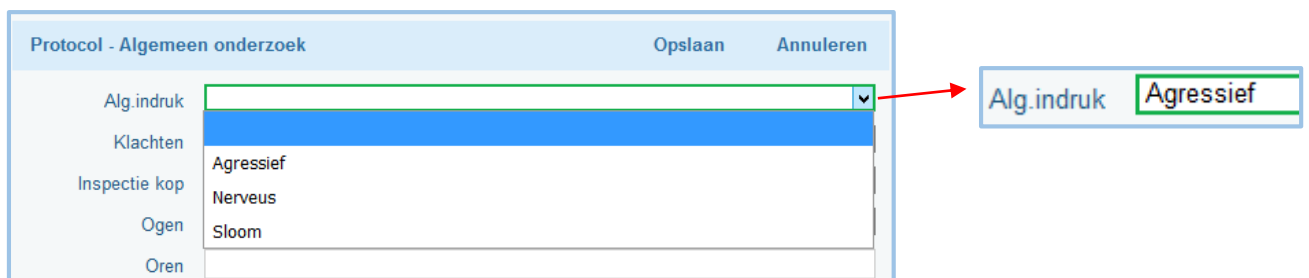 Protocol - Algemeen onderzoek Opslaan Annuleren
Alg.indruk
Klachten
Agressief
Inspectie kop
Nerveus
Ogen
Sloom
Oren
Alg.indruk Agressief